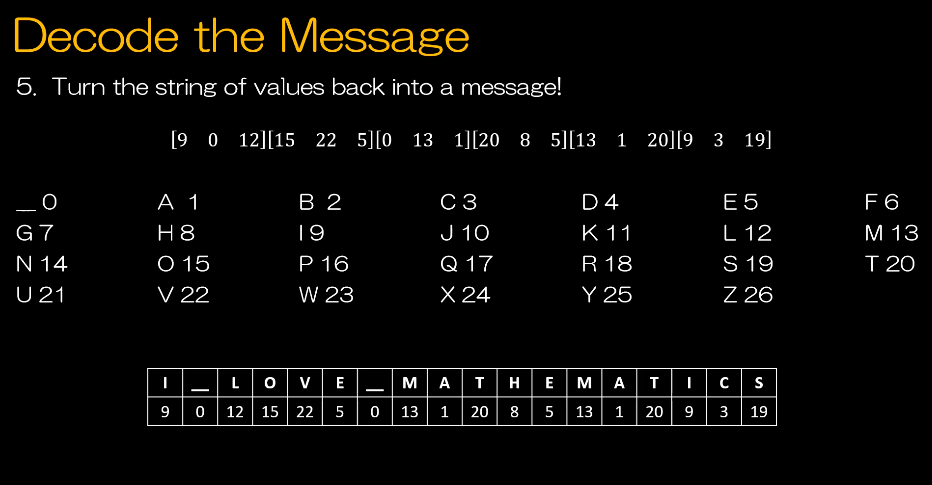 Decode the Message
5. Turn the string of values back into a message!
[9 0 12][15 22 5][0 13 1][20 8 5][13 1 20][9 3 19]
__ 0 A 1 B 2 C 3 D 4 E 5 F 6
G 7 H 8 I 9 J 10 K 11 L 12 M 13
N 14 O 15 P 16 Q 17 R 18 S 19 T 20
U 21 V 22 W 23 X 24 Y 25 Z 26
I __ L O V E __ M A T H E M A T I C S
9 0 12 15 22 5 0 13 1 20 8 5 13 1 20 9 3 19